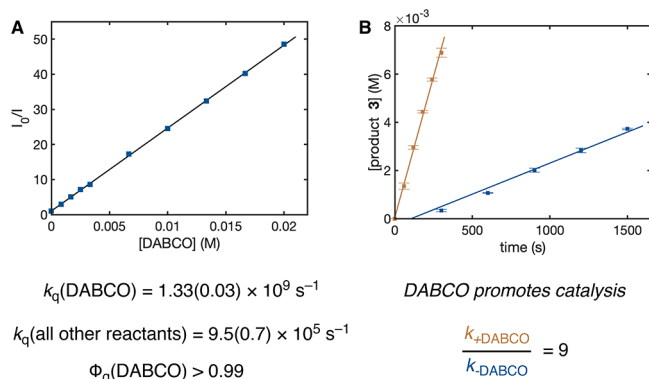 A
I₀/I
50
40
30
20
10
0
0
0.005
0.01
0.015
0.02
[DABCO] (M)
kq(DABCO) = 1.33(0.03) × 10⁹ s⁻¹
kq(all other reactants) = 9.5(0.7) × 10⁵ s⁻¹
Φq(DABCO) > 0.99
B
×10⁻³
[product 3] (M)
8
6
4
2
0
0
500
1000
1500
time (s)
DABCO promotes catalysis
k+DABCO
k-DABCO
= 9